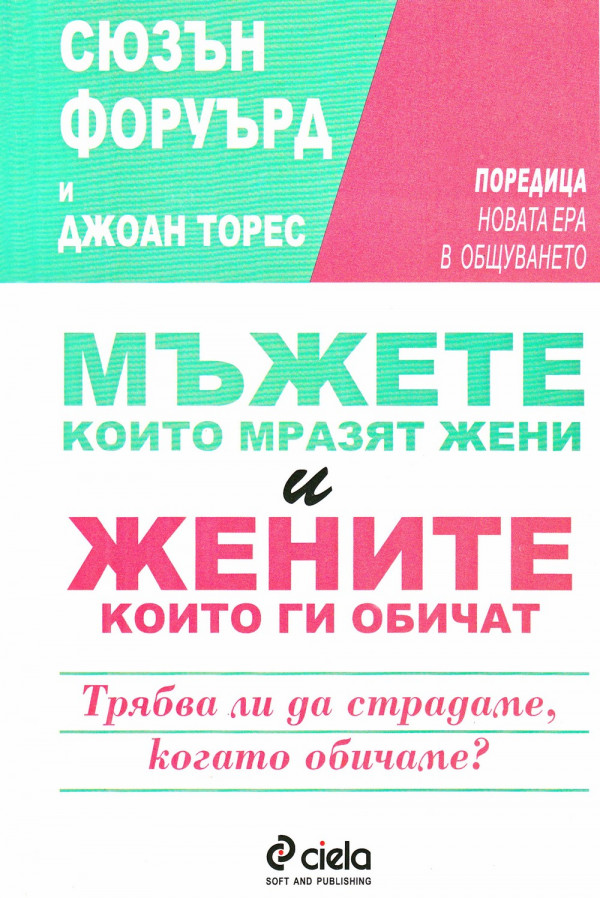 СЮЗЪН
ФОРУЪРД
и
ДЖОАН ТОРЕС
ПОРЕДИЦА
НОВАТА ЕРА
В ОБЩУВАНЕТО
МЪЖЕТЕ
КОИТО МРАЗЯТ ЖЕНИ
и
ЖЕНИТЕ
КОИТО ГИ ОБИЧАТ
Трябва ли да страдаме,
когато обичаме?
ciela
SOFT AND PUBLISHING